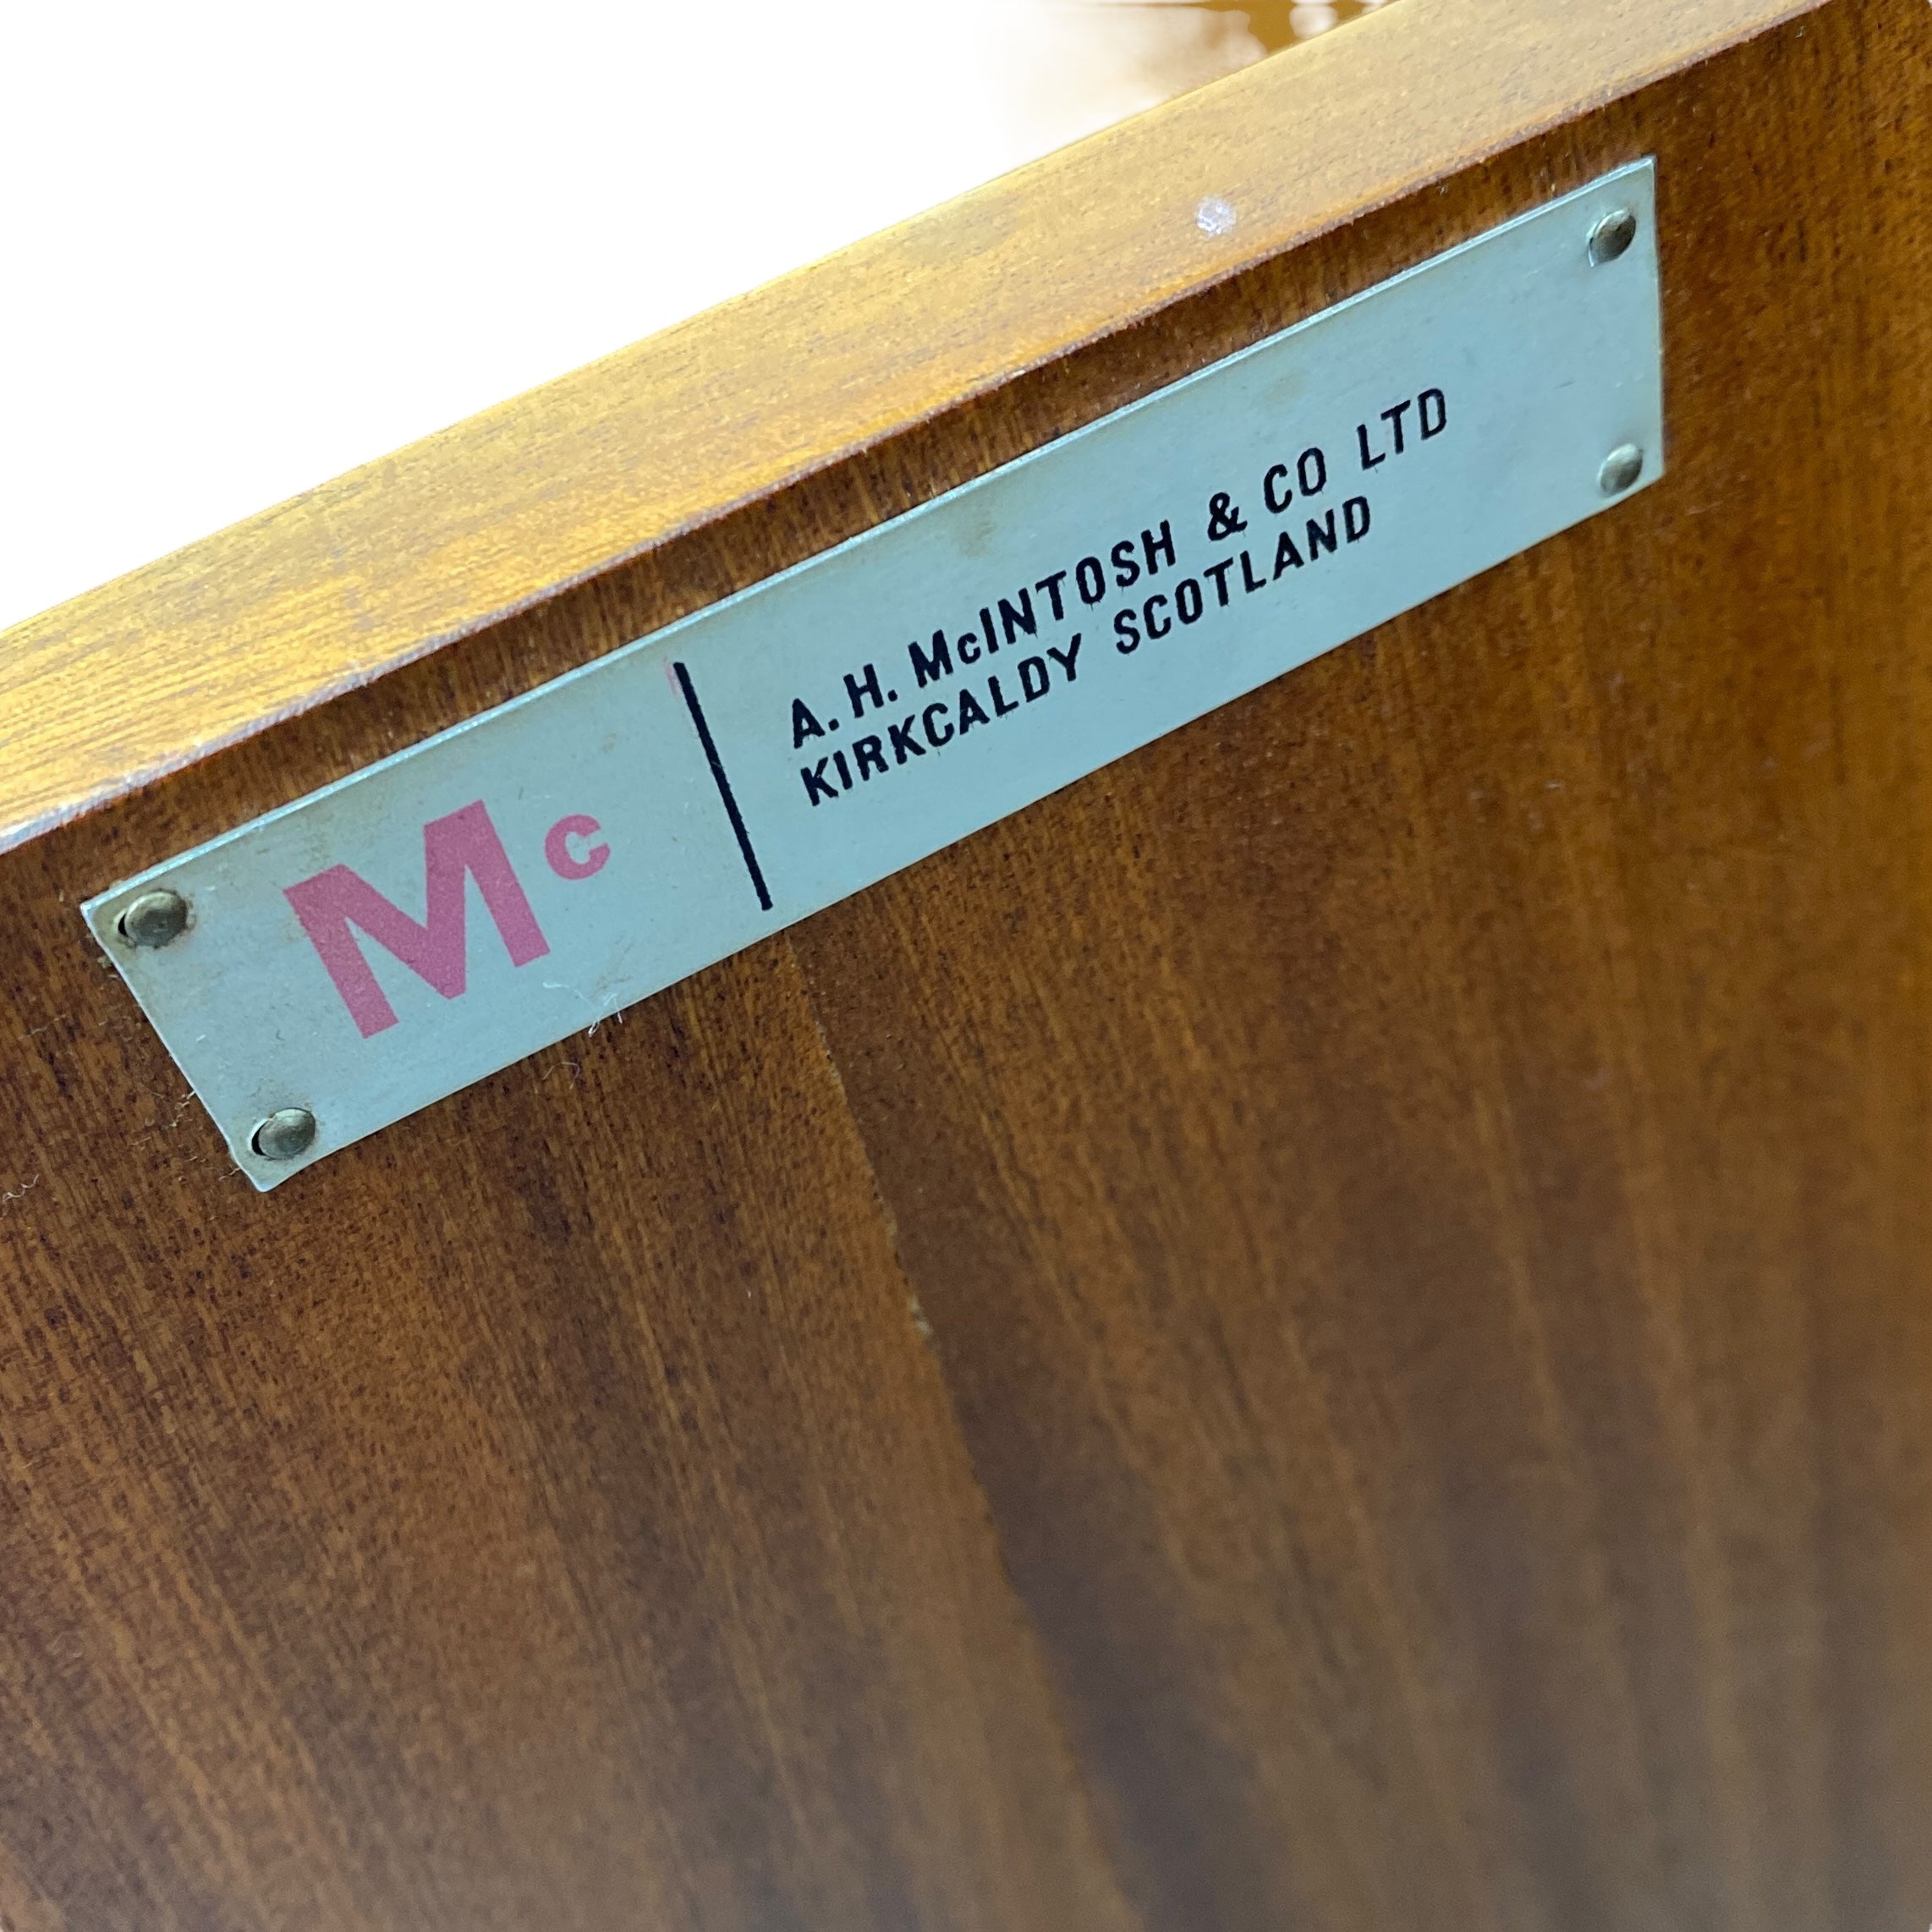 Mc
A. H. McINTOSH & CO LTD
KIRKCALDY SCOTLAND